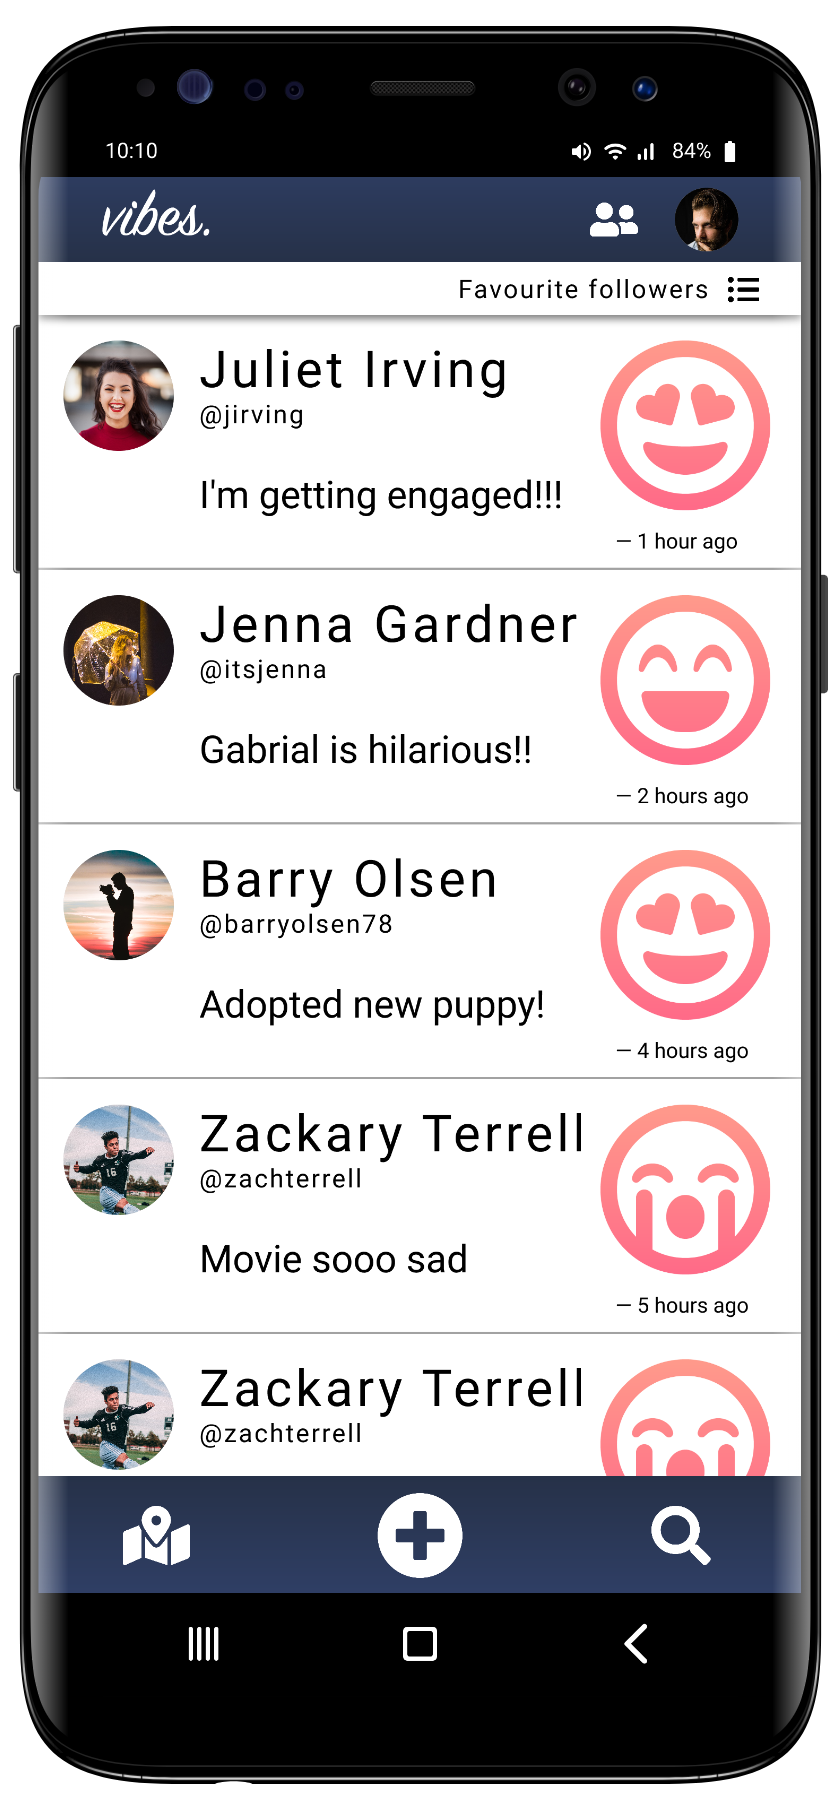 10:10
84%
vibes.
Favourite followers
Juliet Irving
@jirving
I'm getting engaged!!!
– 1 hour ago
Jenna Gardner
@itsjenna
Gabrial is hilarious!!
– 2 hours ago
Barry Olsen
@barryolsen78
Adopted new puppy!
– 4 hours ago
Zackary Terrell
@zachterrell
16
Movie sooo sad
– 5 hours ago
Zackary Terrell
@zachterrell
16